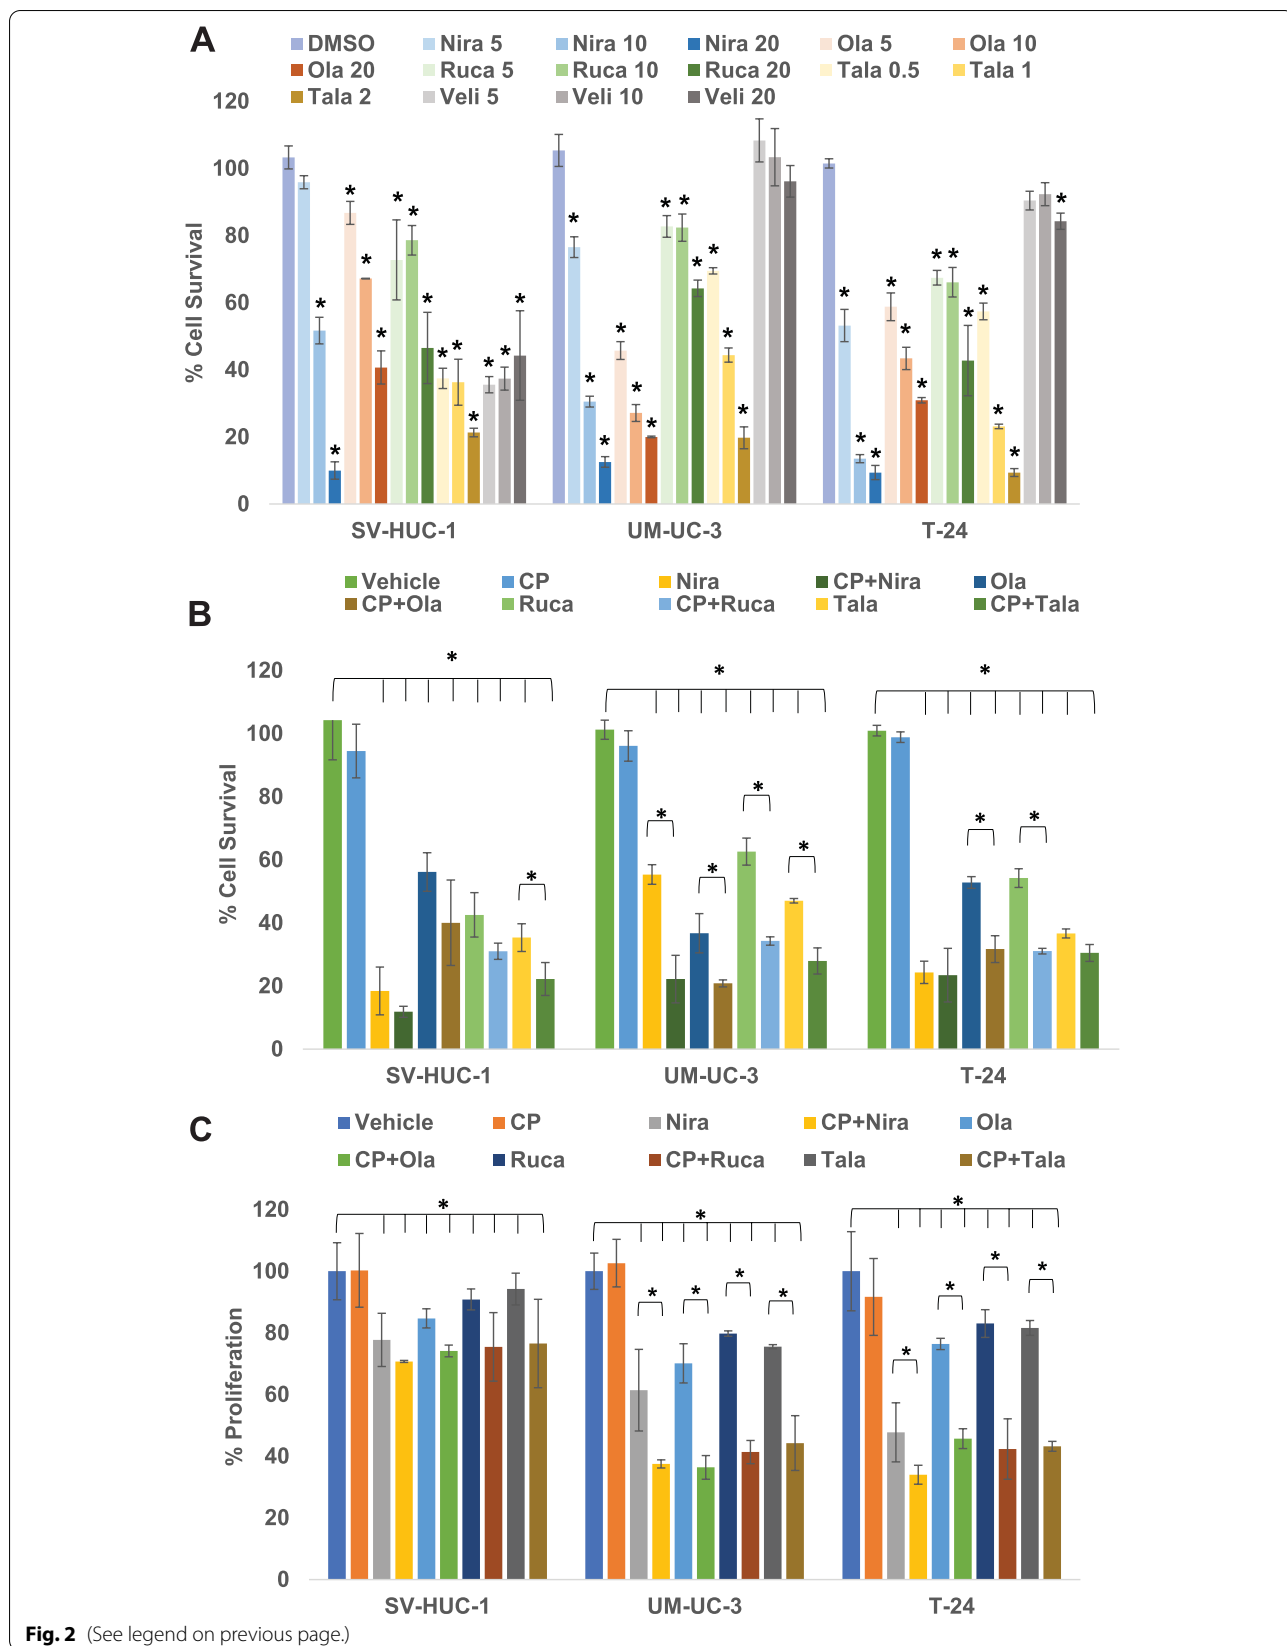 A
DMSO Nira 5 Nira 10 Nira 20 Ola 5 Ola 10
Ola 20 Ruca 5 Ruca 10 Ruca 20 Tala 0.5 Tala 1
Tala 2 Veli 5 Veli 10 Veli 20
% Cell Survival
120
100
80
60
40
20
0
* * * * * * * * * * * * * *
* * * * * * * * * * * *
* * * * * * * * * * * * *
SV-HUC-1 UM-UC-3 T-24
B
Vehicle CP Nira CP+Nira Ola
CP+Ola Ruca CP+Ruca Tala CP+Tala
% Cell Survival
120
100
80
60
40
20
0
* *
* * * * *
* * *
SV-HUC-1 UM-UC-3 T-24
C
Vehicle CP Nira CP+Nira Ola
CP+Ola Ruca CP+Ruca Tala CP+Tala
% Proliferation
120
100
80
60
40
20
0
*
* * * * *
* * * * *
SV-HUC-1 UM-UC-3 T-24
Fig. 2 (See legend on previous page.)